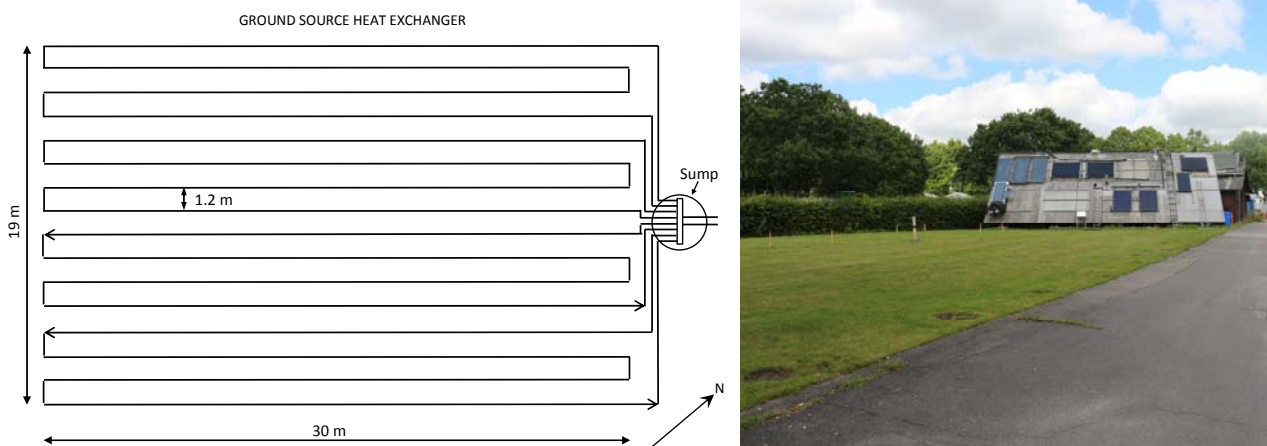 GROUND SOURCE HEAT EXCHANGER
Sump
1.2 m
19 m
N
30 m